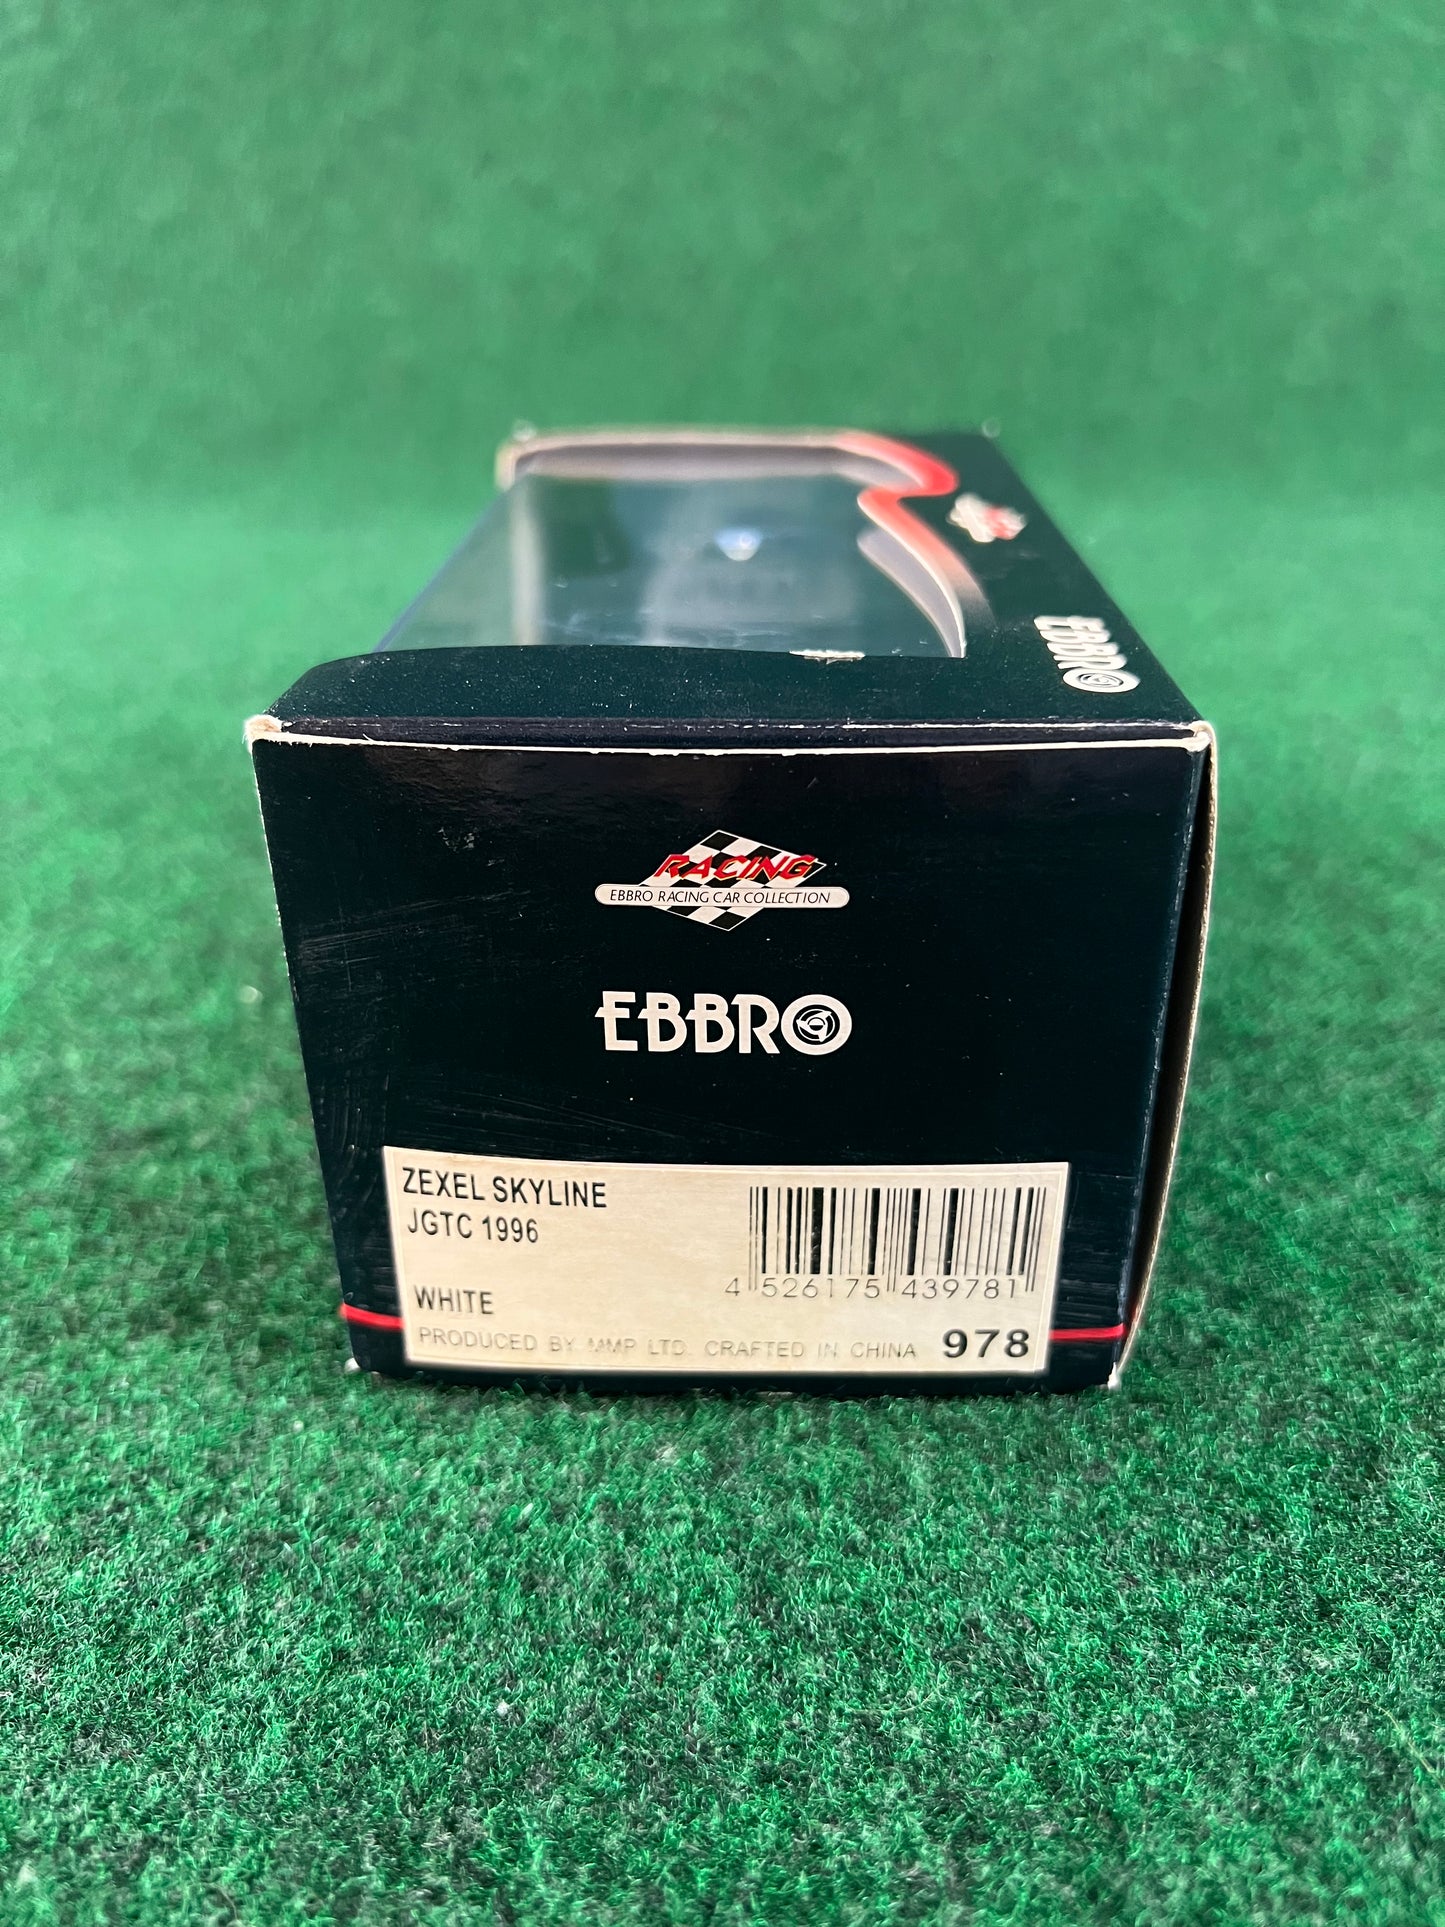 EBBRO
RACING
EBBRO RACING CAR COLLECTION
EBBRO
ZEXEL SKYLINE
JGTC 1996
WHITE
4 526175 439781
PRODUCED BY MMP LTD. CRAFTED IN CHINA 978